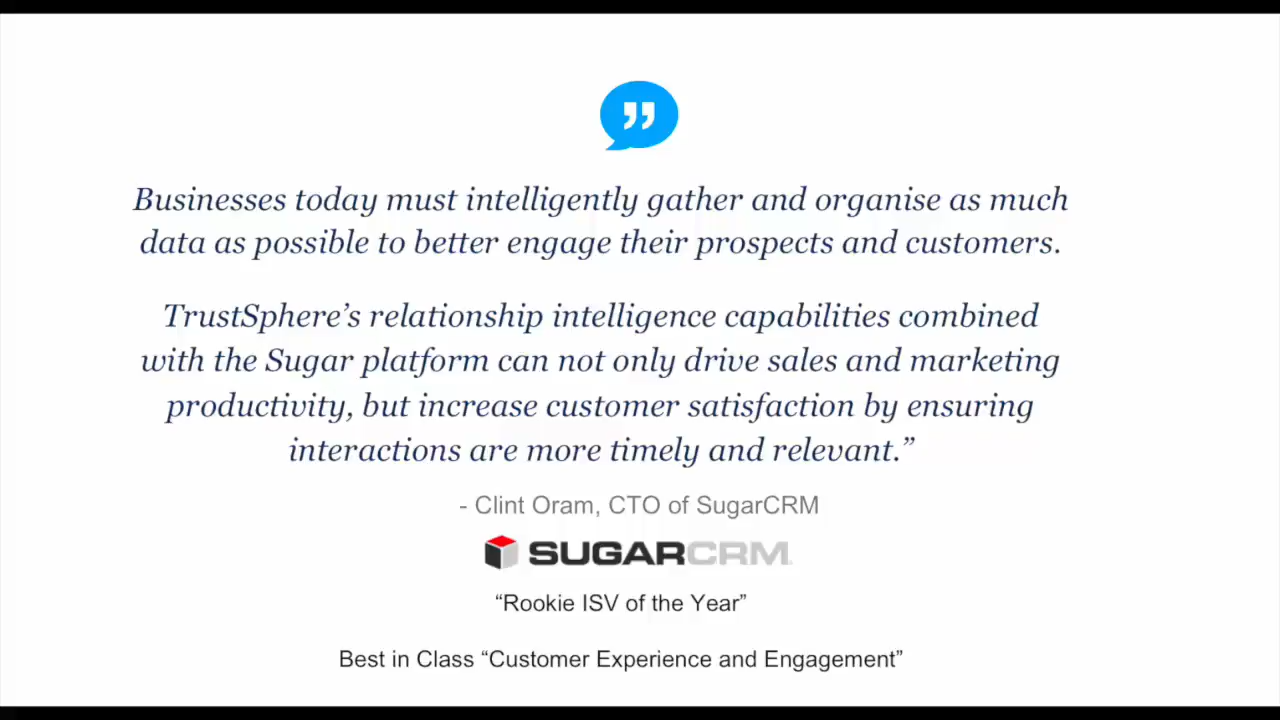 Businesses today must intelligently gather and organise as much
data as possible to better engage their prospects and customers.
TrustSphere’s relationship intelligence capabilities combined
with the Sugar platform can not only drive sales and marketing
productivity, but increase customer satisfaction by ensuring
interactions are more timely and relevant.”
- Clint Oram, CTO of SugarCRM
SUGARCRM
“Rookie ISV of the Year”
Best in Class “Customer Experience and Engagement”